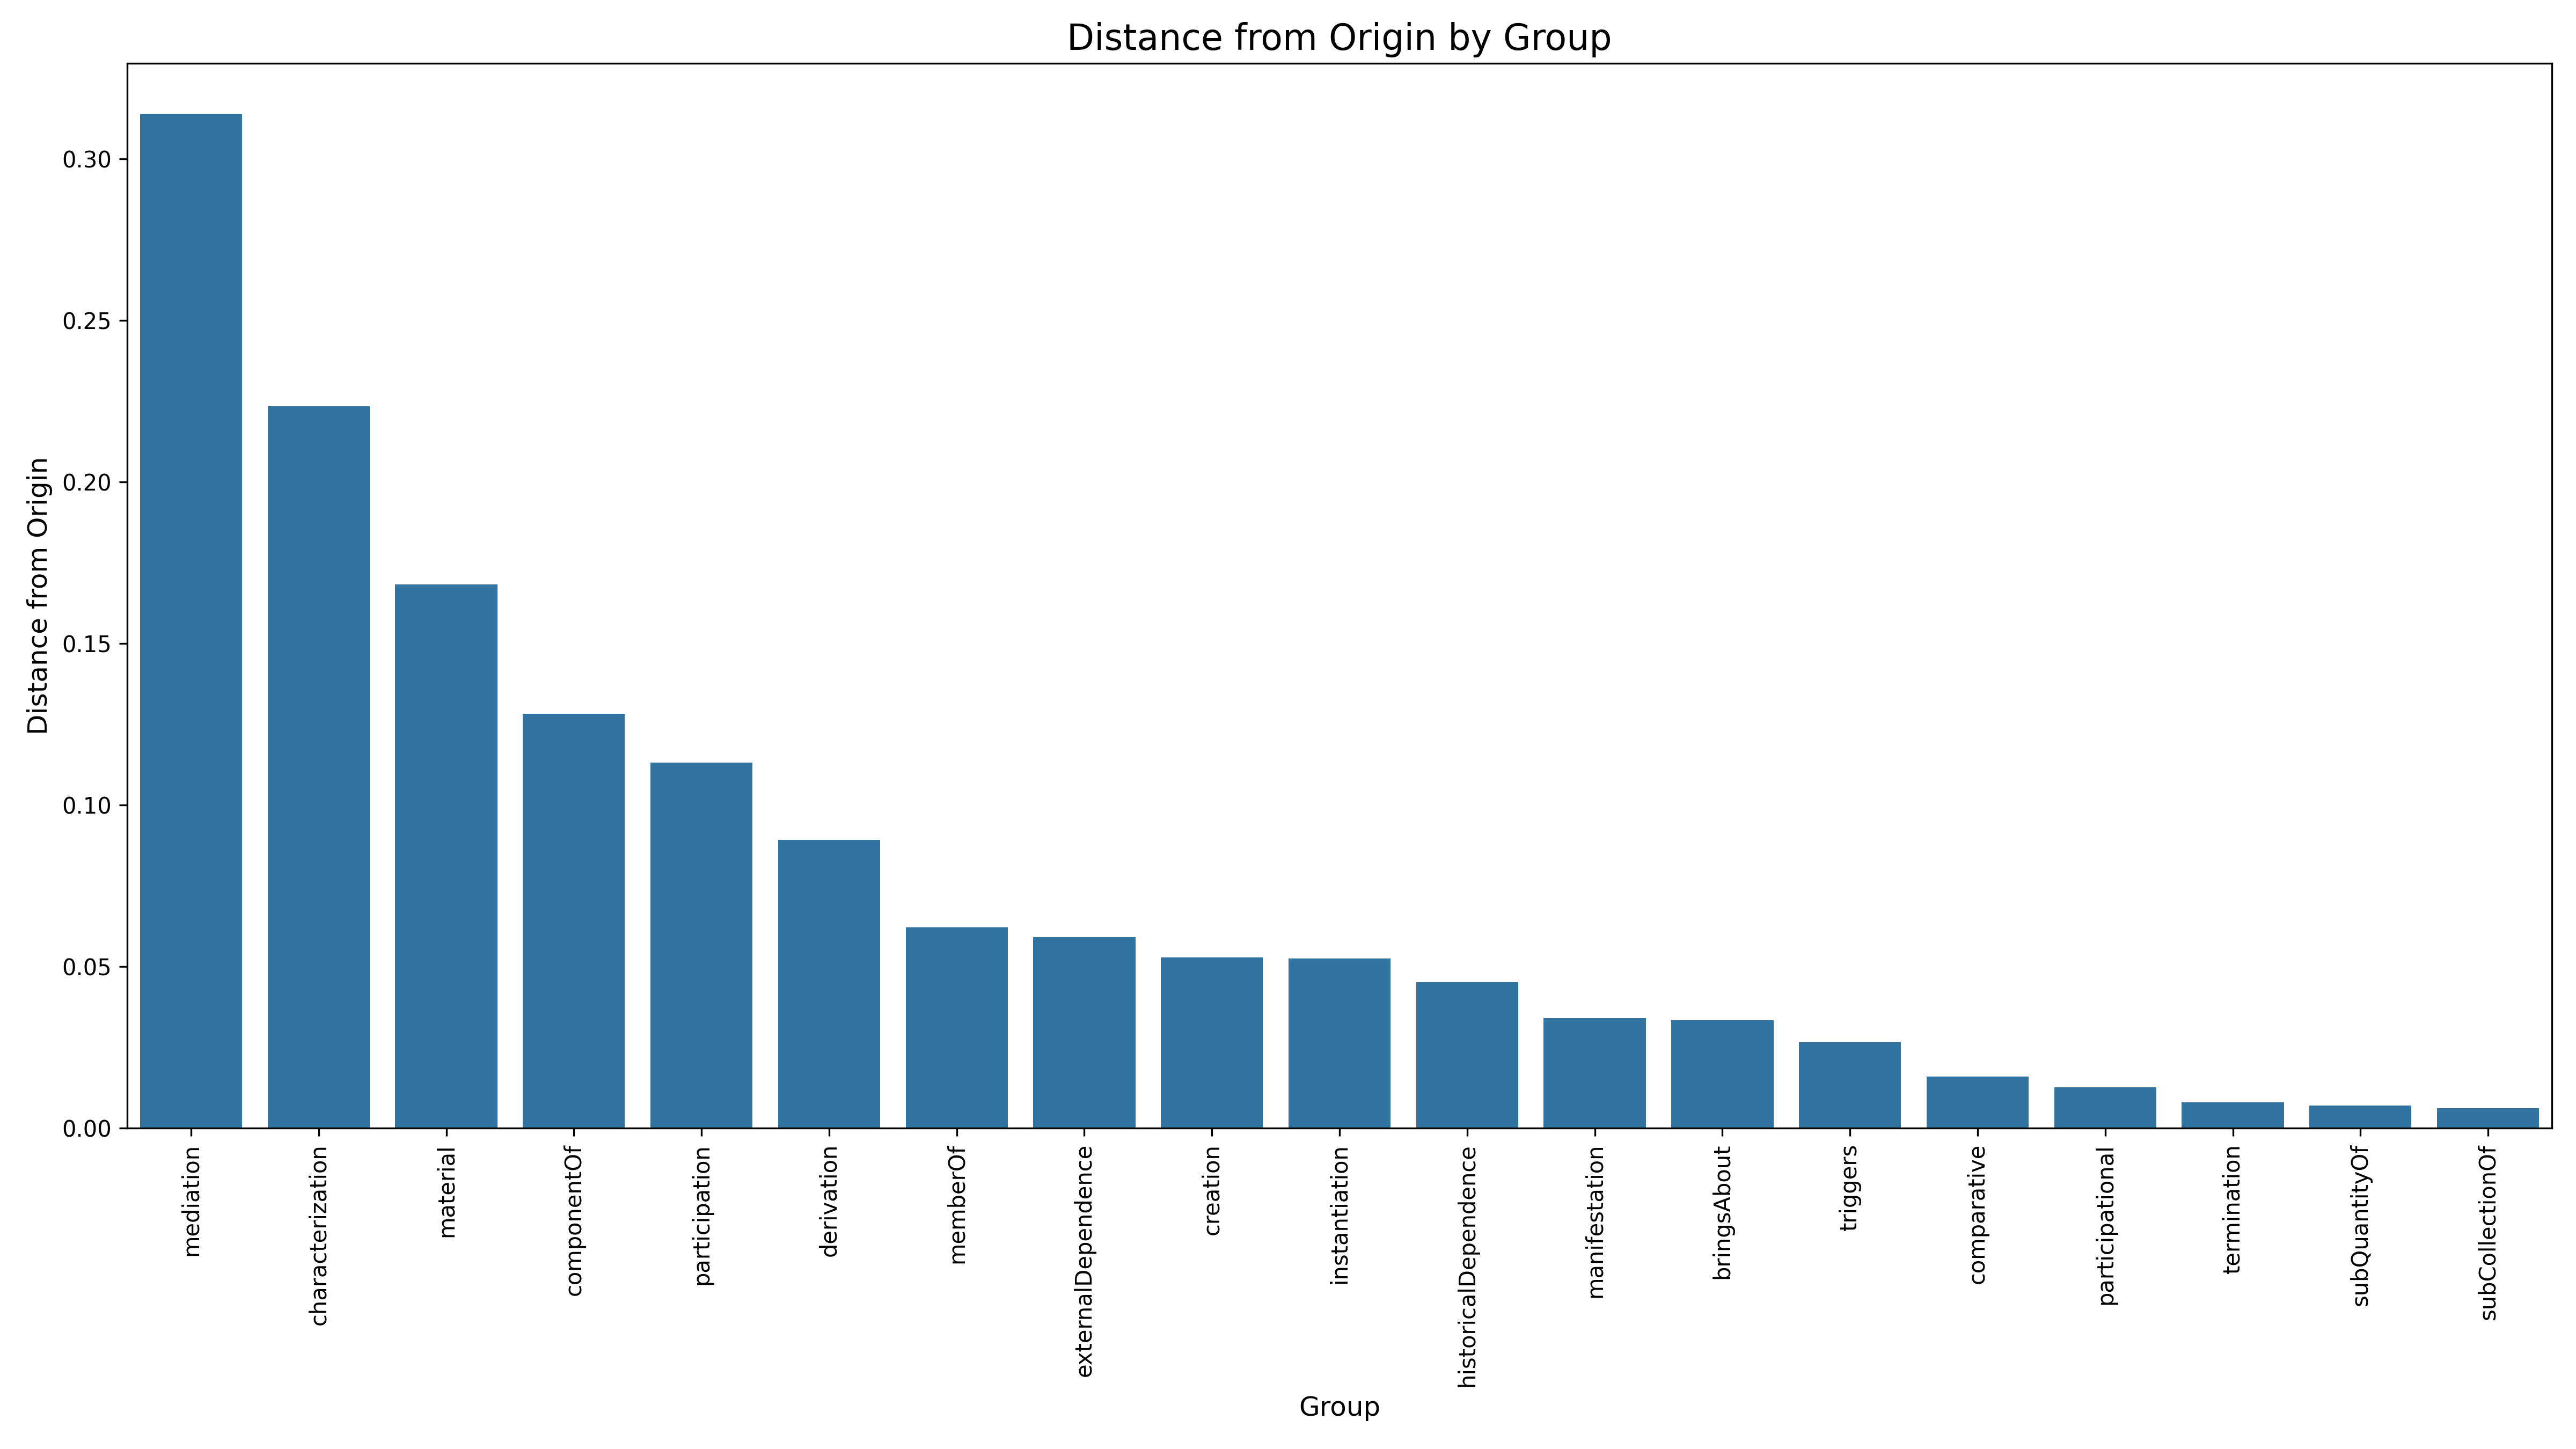 Distance from Origin by Group
Distance from Origin
0.30
0.25
0.20
0.15
0.10
0.05
0.00
mediation
characterization
material
componentOf
participation
derivation
memberOf
externalDependence
creation
instantiation
historicalDependence
manifestation
bringsAbout
triggers
comparative
participational
termination
subQuantityOf
subCollectionOf
Group